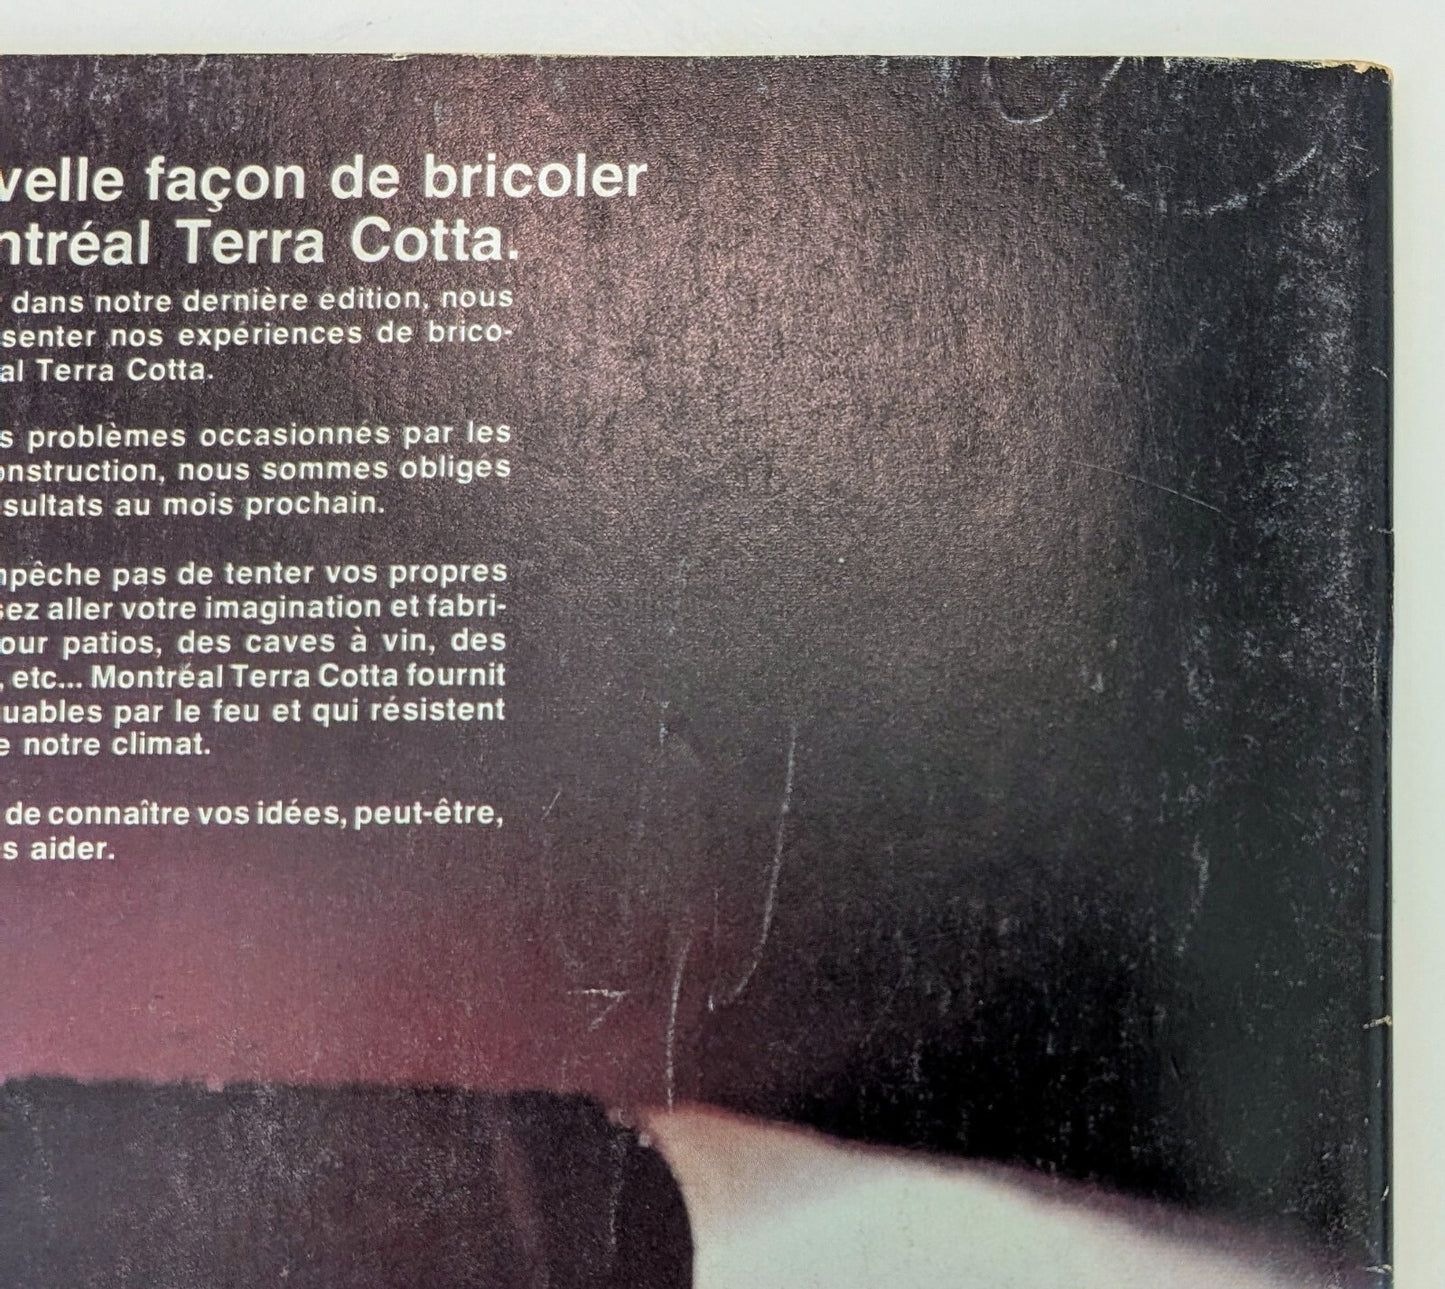 velle façon de bricoler
ntréal Terra Cotta.
dans notre dernière edition, nous
senter nos expériences de brico-
al Terra Cotta.
s problèmes occasionnés par les
onstruction, nous sommes obligés
sultats au mois prochain.
mpêche pas de tenter vos propres
sez aller votre imagination et fabri-
our patios, des caves à vin, des
, etc... Montréal Terra Cotta fournit
uables par le feu et qui résistent
e notre climat.
de connaître vos idées, peut-être,
s aider.